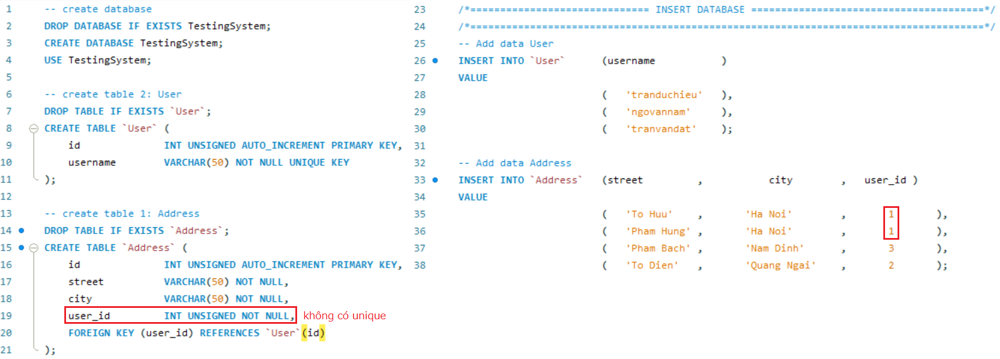 1 -- create database
2 DROP DATABASE IF EXISTS TestingSystem;
3 CREATE DATABASE TestingSystem;
4 USE TestingSystem;
5
6 -- create table 2: User
7 DROP TABLE IF EXISTS `User`;
8 CREATE TABLE `User` (
9 id INT UNSIGNED AUTO_INCREMENT PRIMARY KEY,
10 username VARCHAR(50) NOT NULL UNIQUE KEY
11 );
12
13 -- create table 1: Address
14 DROP TABLE IF EXISTS `Address`;
15 CREATE TABLE `Address` (
16 id INT UNSIGNED AUTO_INCREMENT PRIMARY KEY,
17 street VARCHAR(50) NOT NULL,
18 city VARCHAR(50) NOT NULL,
19 user_id INT UNSIGNED NOT NULL, không có unique
20 FOREIGN KEY (user_id) REFERENCES `User`(id)
21 );
23 /*============================== INSERT DATABASE =======================================*/
24 /*======================================================================================*/
25 -- Add data User
26 INSERT INTO `User` (username )
27 VALUE
28 ( 'tranduchieu' ),
29 ( 'ngovannam' ),
30 ( 'tranvandat' );
31
32 -- Add data Address
33 INSERT INTO `Address` (street , city , user_id )
34 VALUE
35 ( 'To Huu' , 'Ha Noi' , 1 ),
36 ( 'Pham Hung' , 'Ha Noi' , 1 ),
37 ( 'Pham Bach' , 'Nam Dinh' , 3 ),
38 ( 'To Dien' , 'Quang Ngai' , 2 );